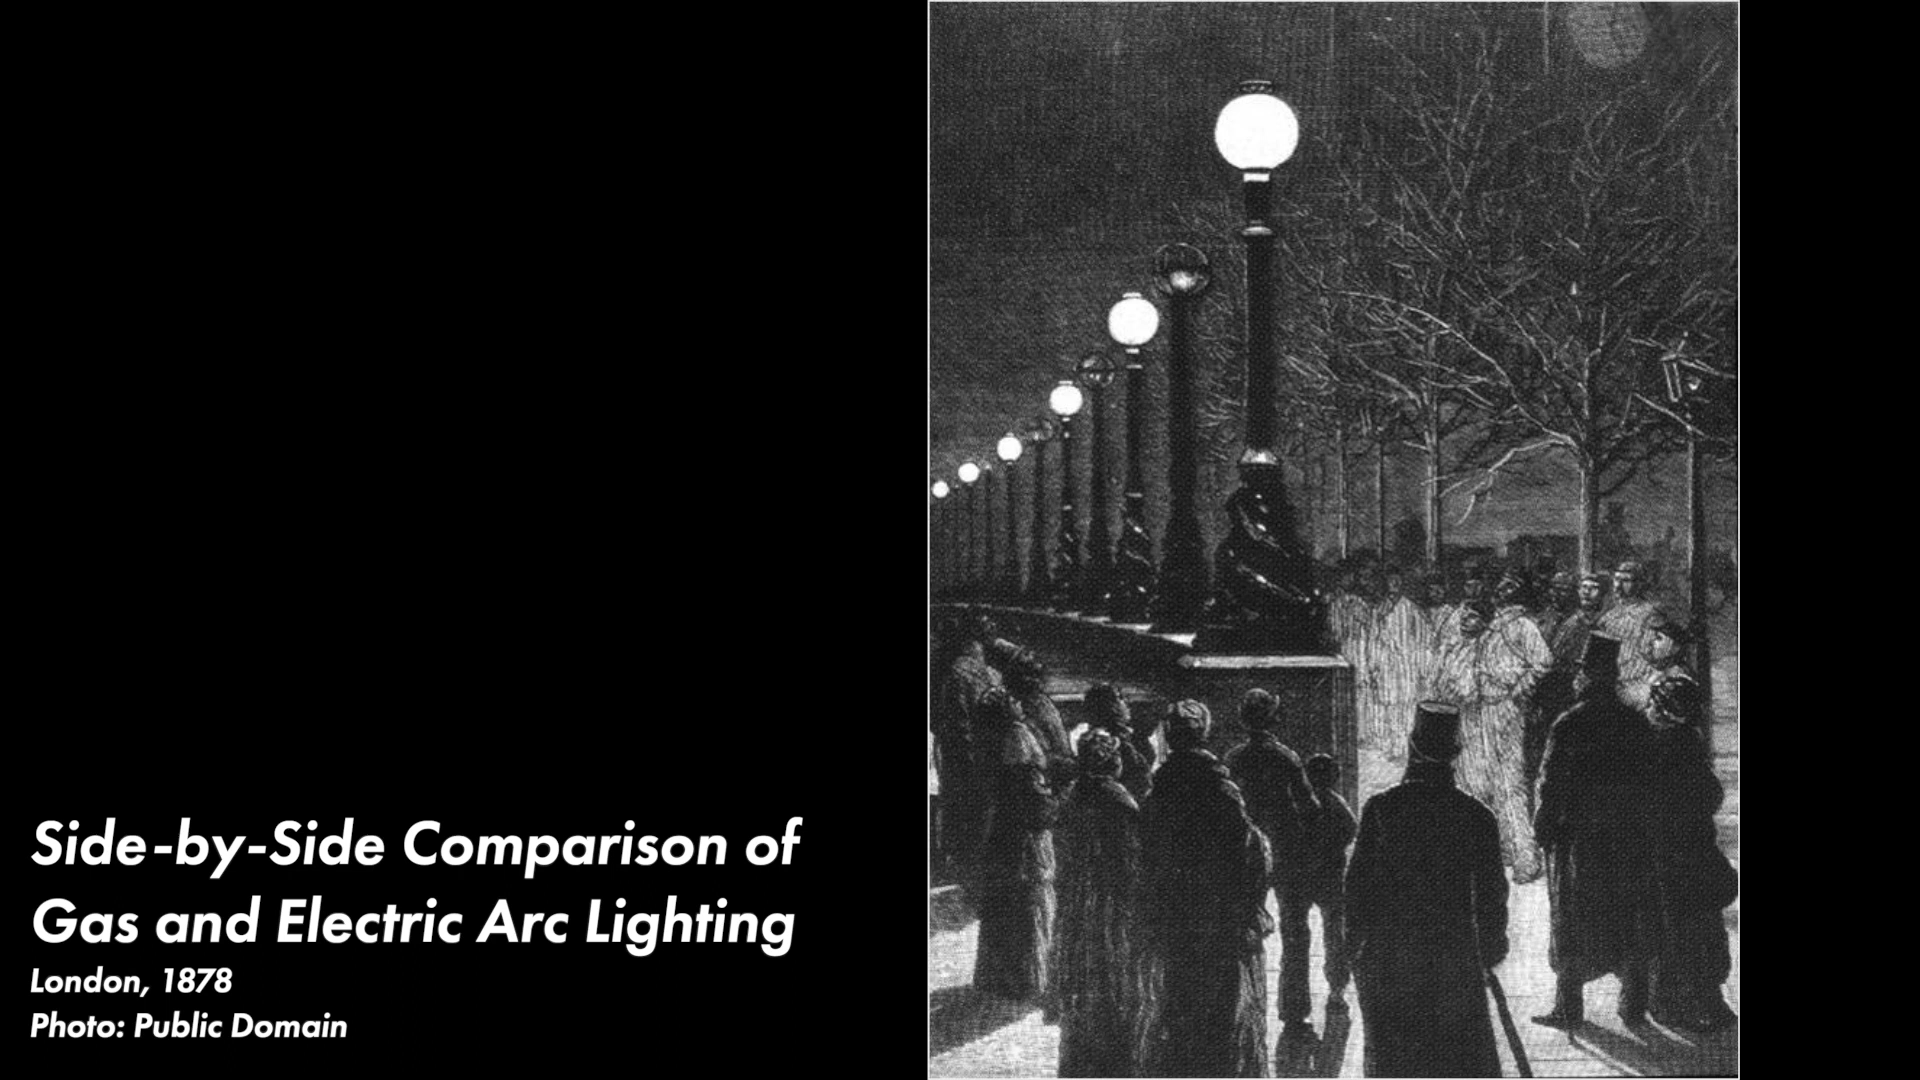 Side-by-Side Comparison of
Gas and Electric Arc Lighting
London, 1878
Photo: Public Domain